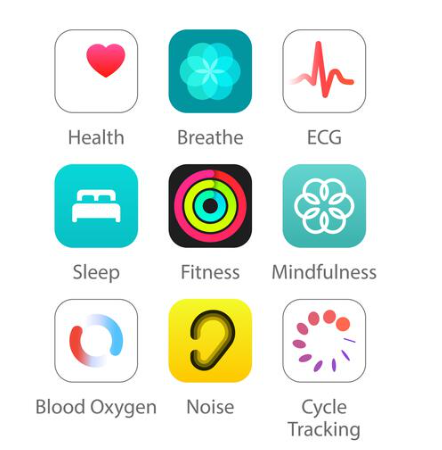 Health Breathe ECG
Sleep Fitness Mindfulness
Blood Oxygen Noise Cycle
Tracking